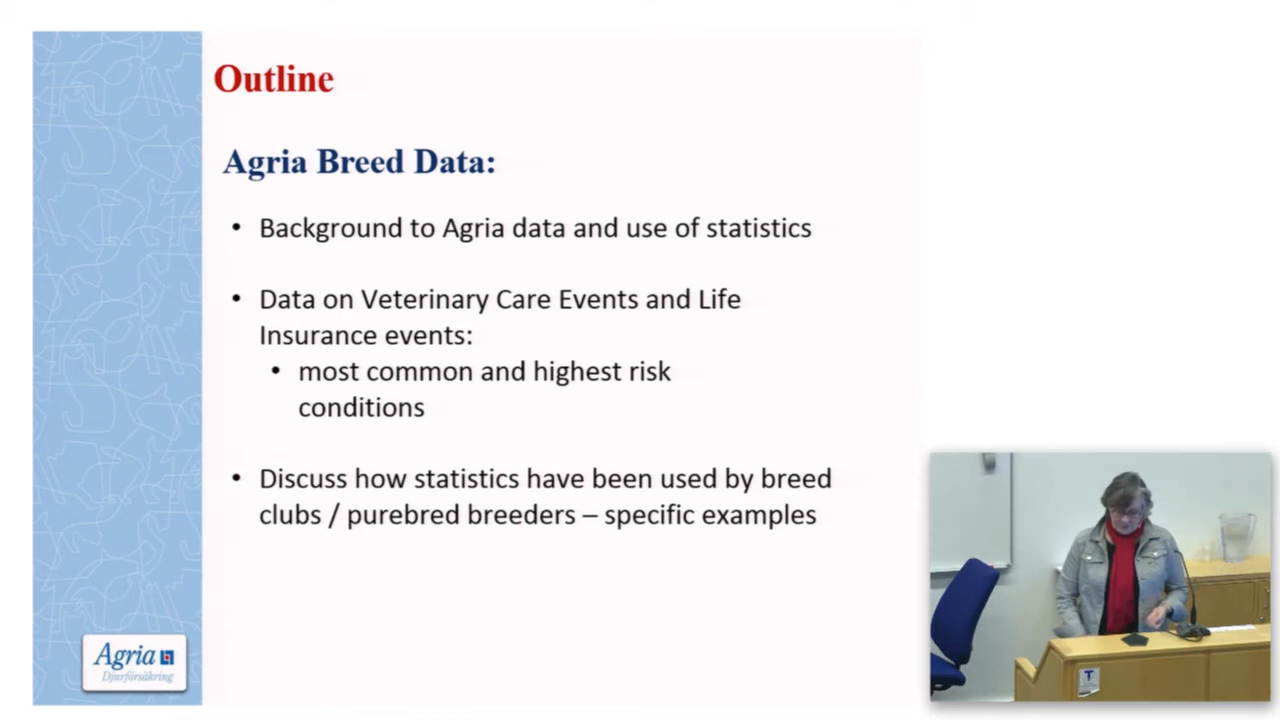 Outline
Agria Breed Data:
• Background to Agria data and use of statistics
• Data on Veterinary Care Events and Life
Insurance events:
• most common and highest risk
conditions
• Discuss how statistics have been used by breed
clubs / purebred breeders – specific examples
Agria
Djurförsäkring
T